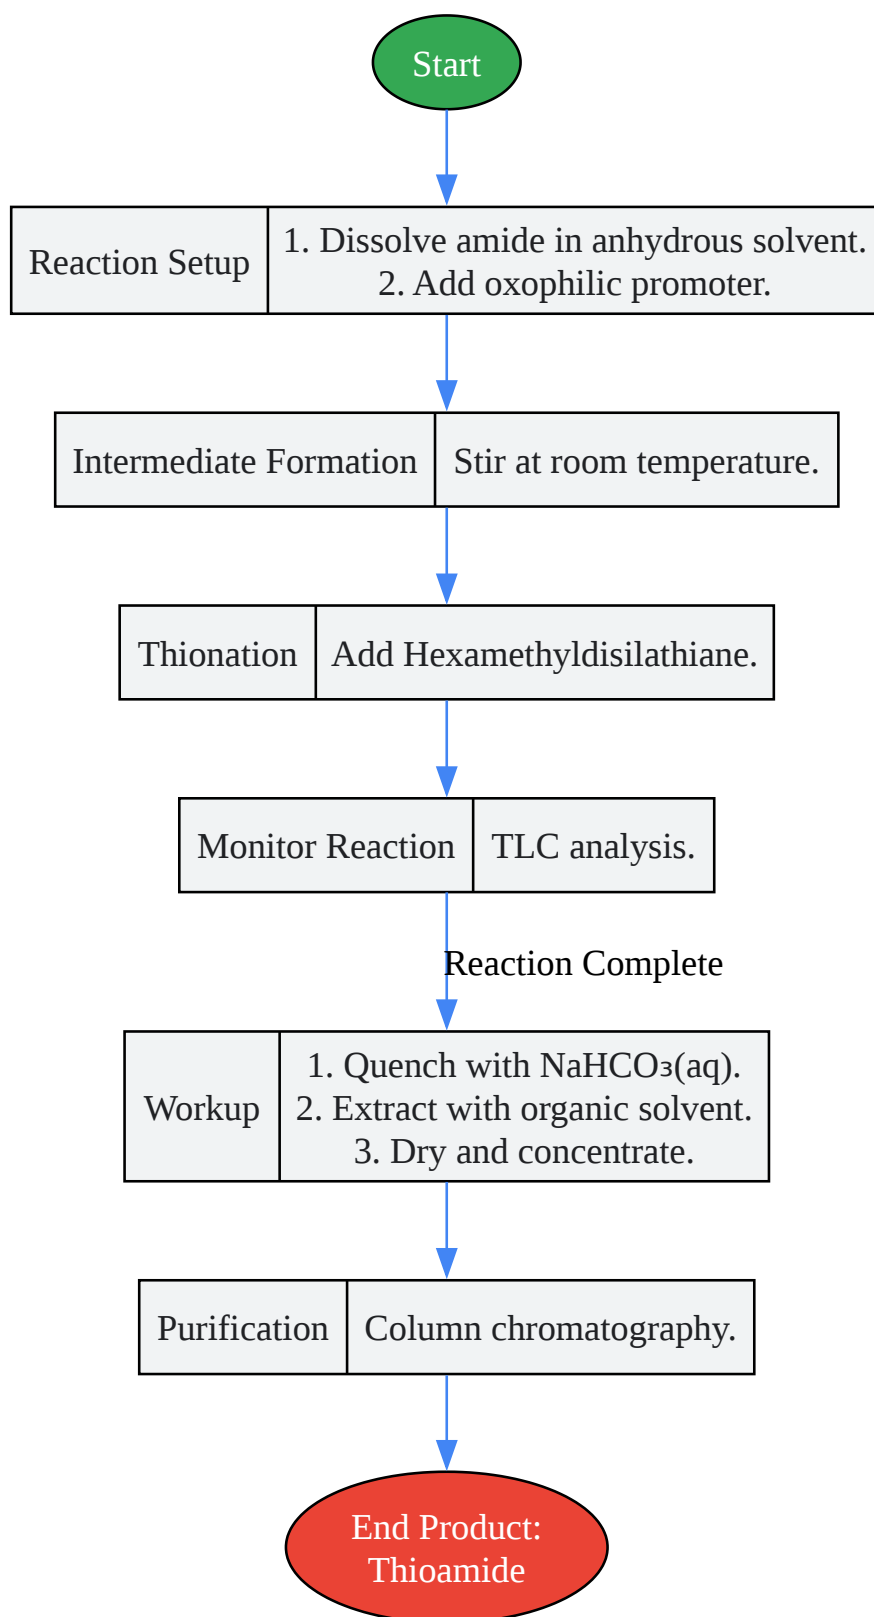 Start
Reaction Setup
1. Dissolve amide in anhydrous solvent.
2. Add oxophilic promoter.
Intermediate Formation
Stir at room temperature.
Thionation
Add Hexamethyldisilathiane.
Monitor Reaction
TLC analysis.
Reaction Complete
Workup
1. Quench with NaHCO₃(aq).
2. Extract with organic solvent.
3. Dry and concentrate.
Purification
Column chromatography.
End Product:
Thioamide